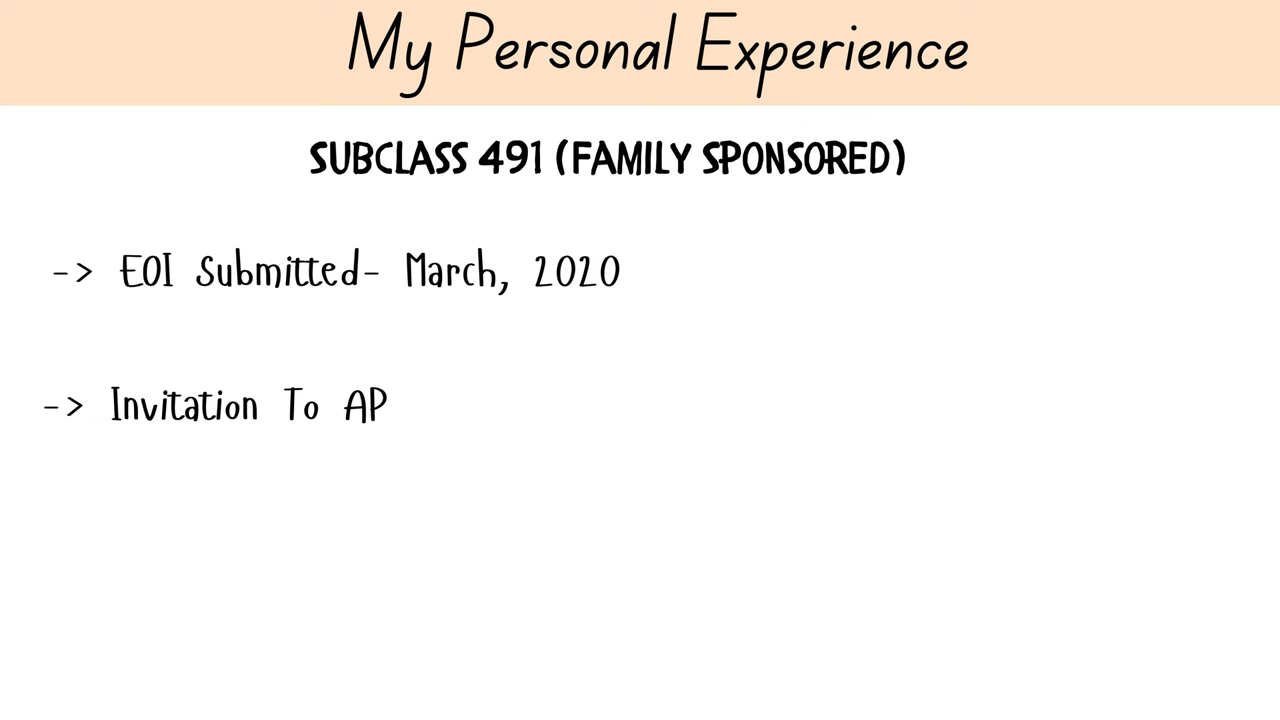 My Personal Experience
SUBCLASS 491 (FAMILY SPONSORED)
-> EOI Submitted- March, 2020
-> Invitation To AP